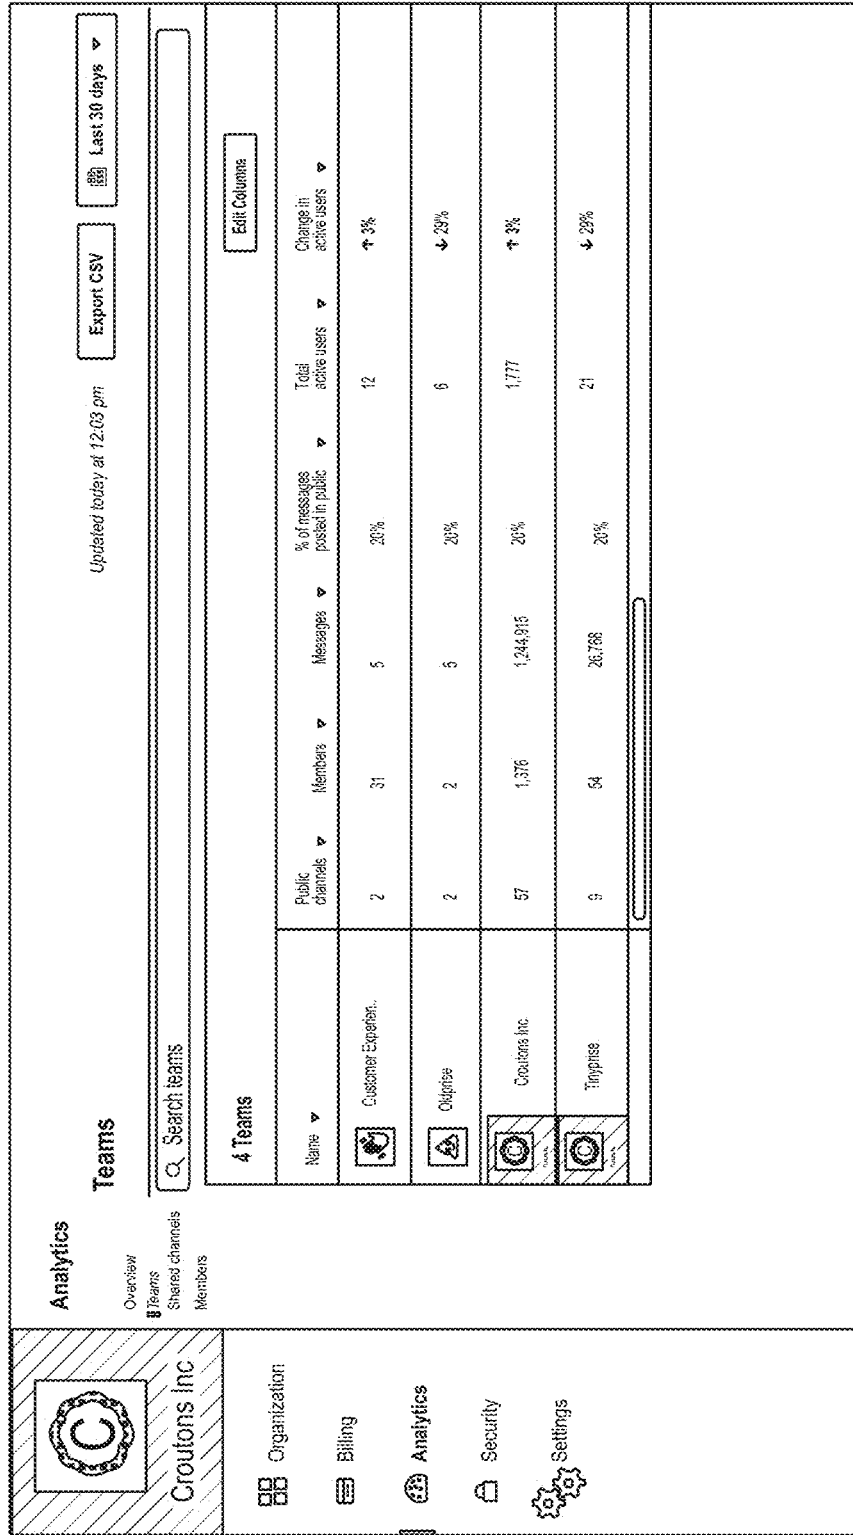 C
Croutons Inc
Organization
Billing
Analytics
Security
Settings
Analytics
Overview
Teams
Shared channels
Members
Teams
Updated today at 12:03 pm
Export CSV
Last 30 days
Search teams
4 Teams
Edit Columns
Name
Public channels
Members
Messages
% of messages posted in public
Total active users
Change in active users
Customer Experien.. 2 31 5 20% 12 ↑ 3%
Oldprise 2 2 5 20% 6 ↓ 29%
C Croutons Inc 57 1,376 1,244,915 20% 1,777 ↑ 3%
C Tinyprise 9 54 26,768 20% 21 ↓ 29%